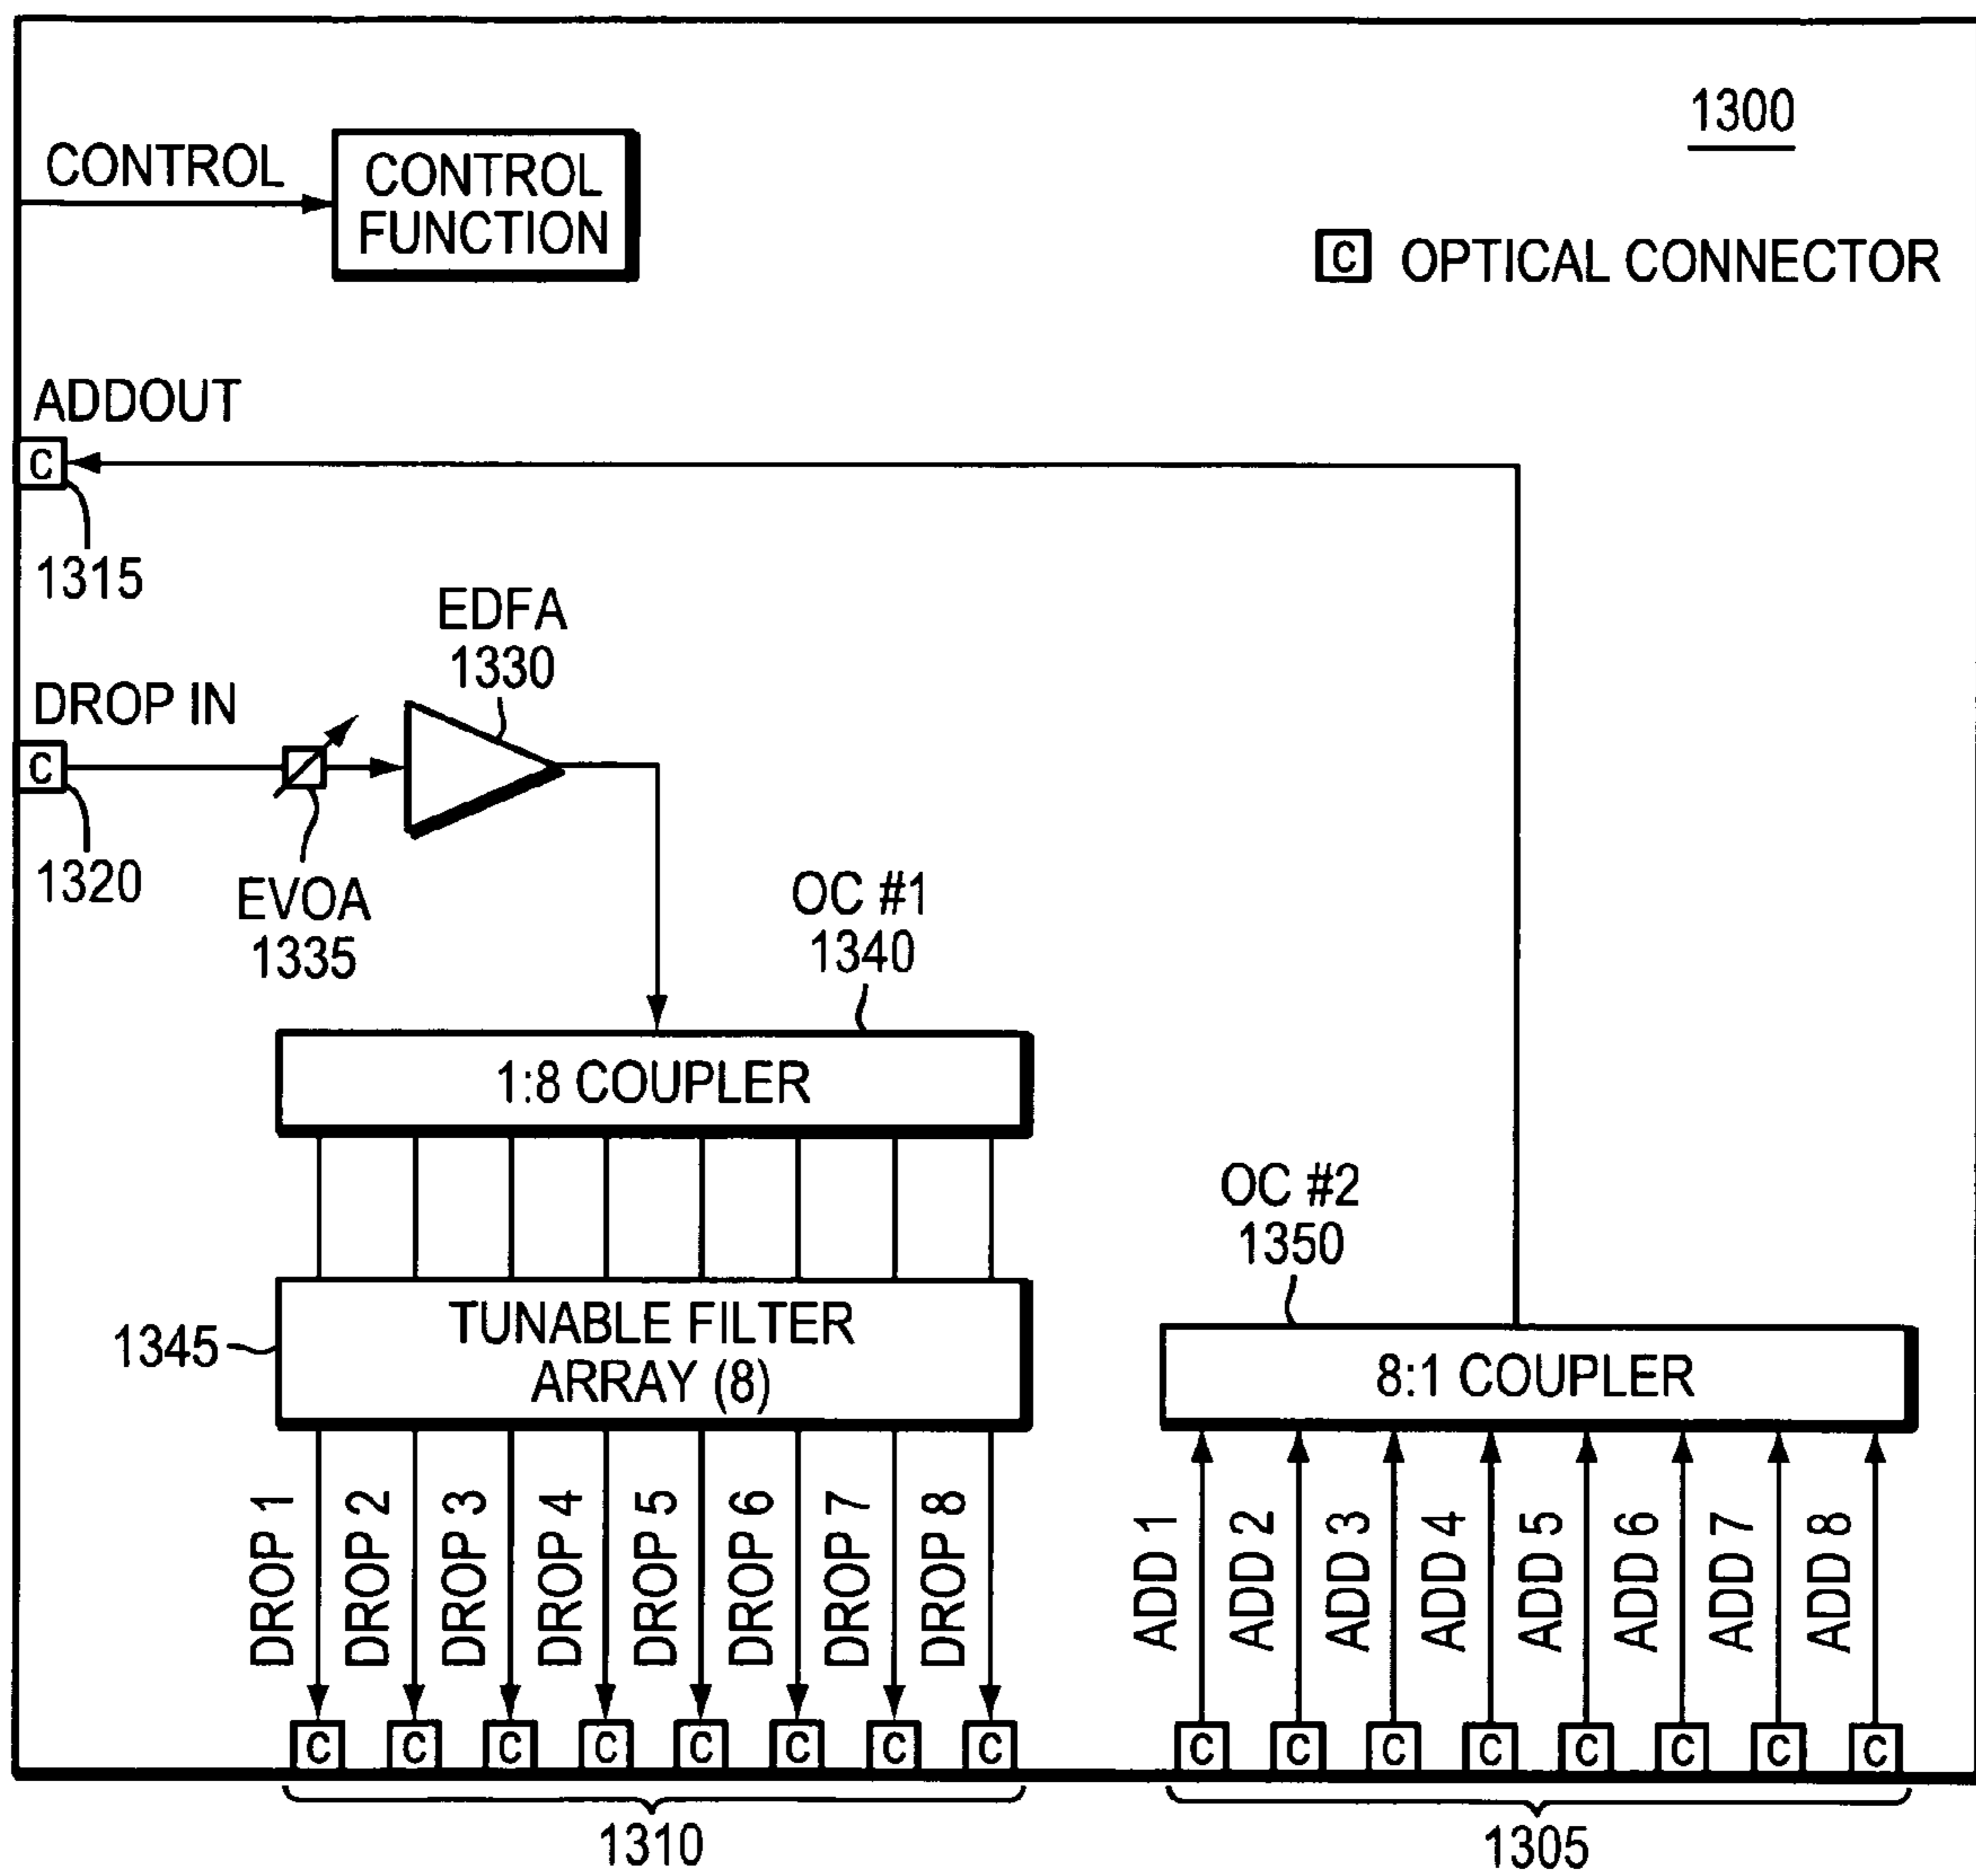 1300
CONTROL
CONTROL
FUNCTION
C OPTICAL CONNECTOR
ADDOUT
C
1315
EDFA
1330
DROP IN
C
1320
EVOA
1335
OC #1
1340
1:8 COUPLER
OC #2
1350
1345
TUNABLE FILTER
ARRAY (8)
8:1 COUPLER
DROP 1
DROP 2
DROP 3
DROP 4
DROP 5
DROP 6
DROP 7
DROP 8
ADD 1
ADD 2
ADD 3
ADD 4
ADD 5
ADD 6
ADD 7
ADD 8
C C C C C C C C
C C C C C C C C
1310
1305